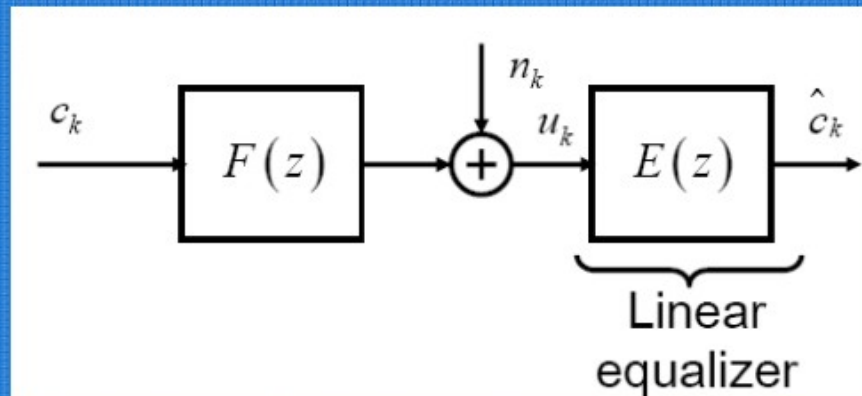 c_k
F(z)
n_k
+
u_k
E(z)
ĉ_k
Linear
equalizer